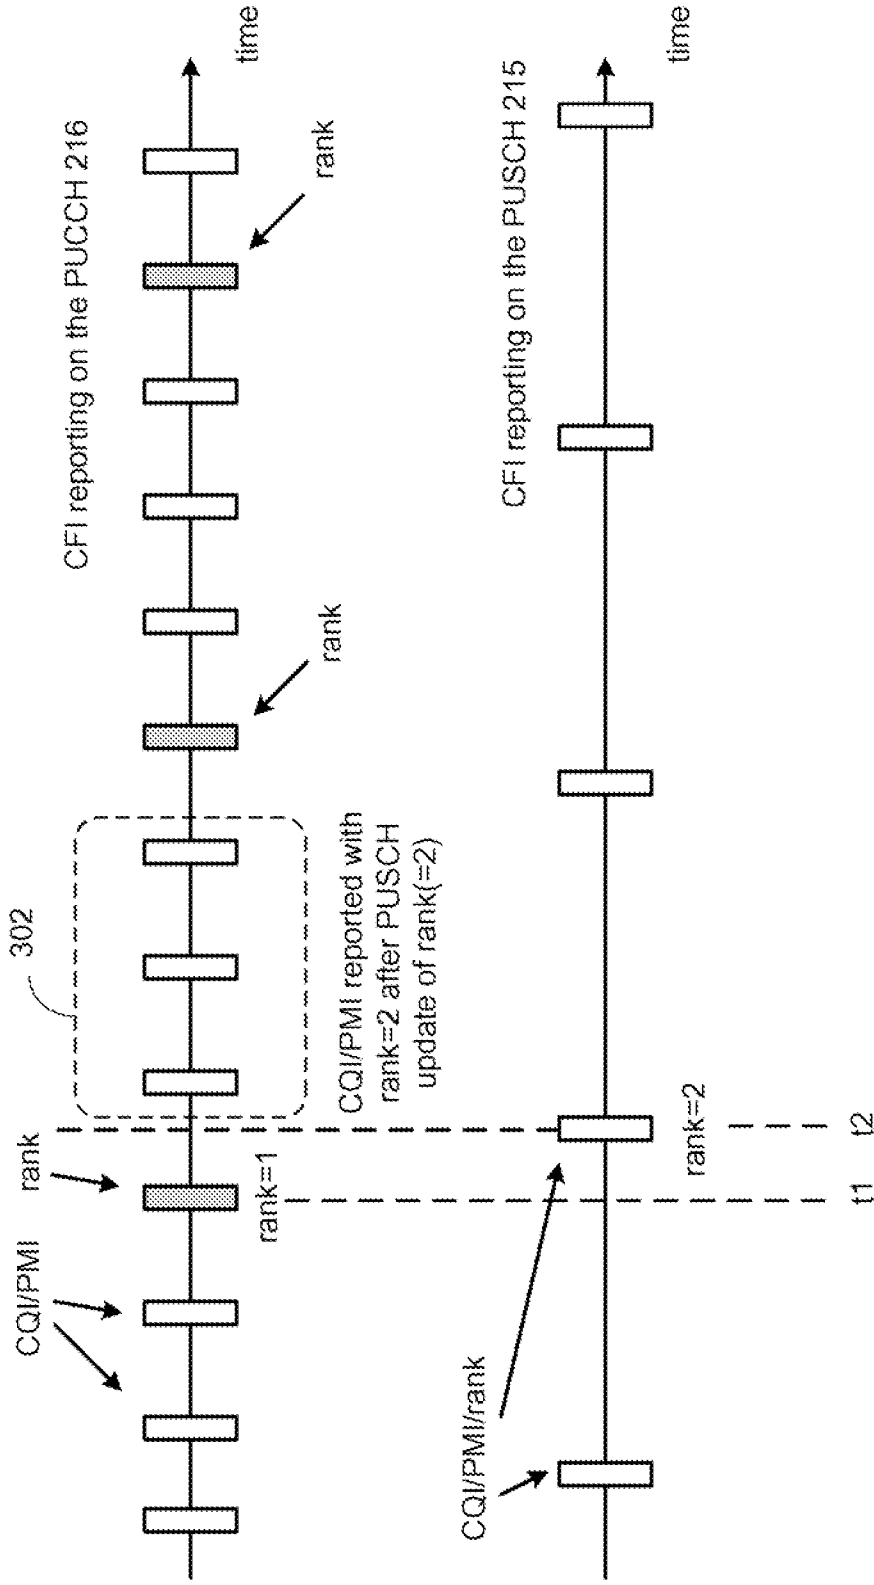 CFI reporting on the PUCCH 216
302
CQI/PMI
rank
rank
rank
time
rank=1
CQI/PMI reported with
rank=2 after PUSCH
update of rank(=2)
CFI reporting on the PUSCH 215
CQI/PMI/rank
time
rank=2
t1
t2